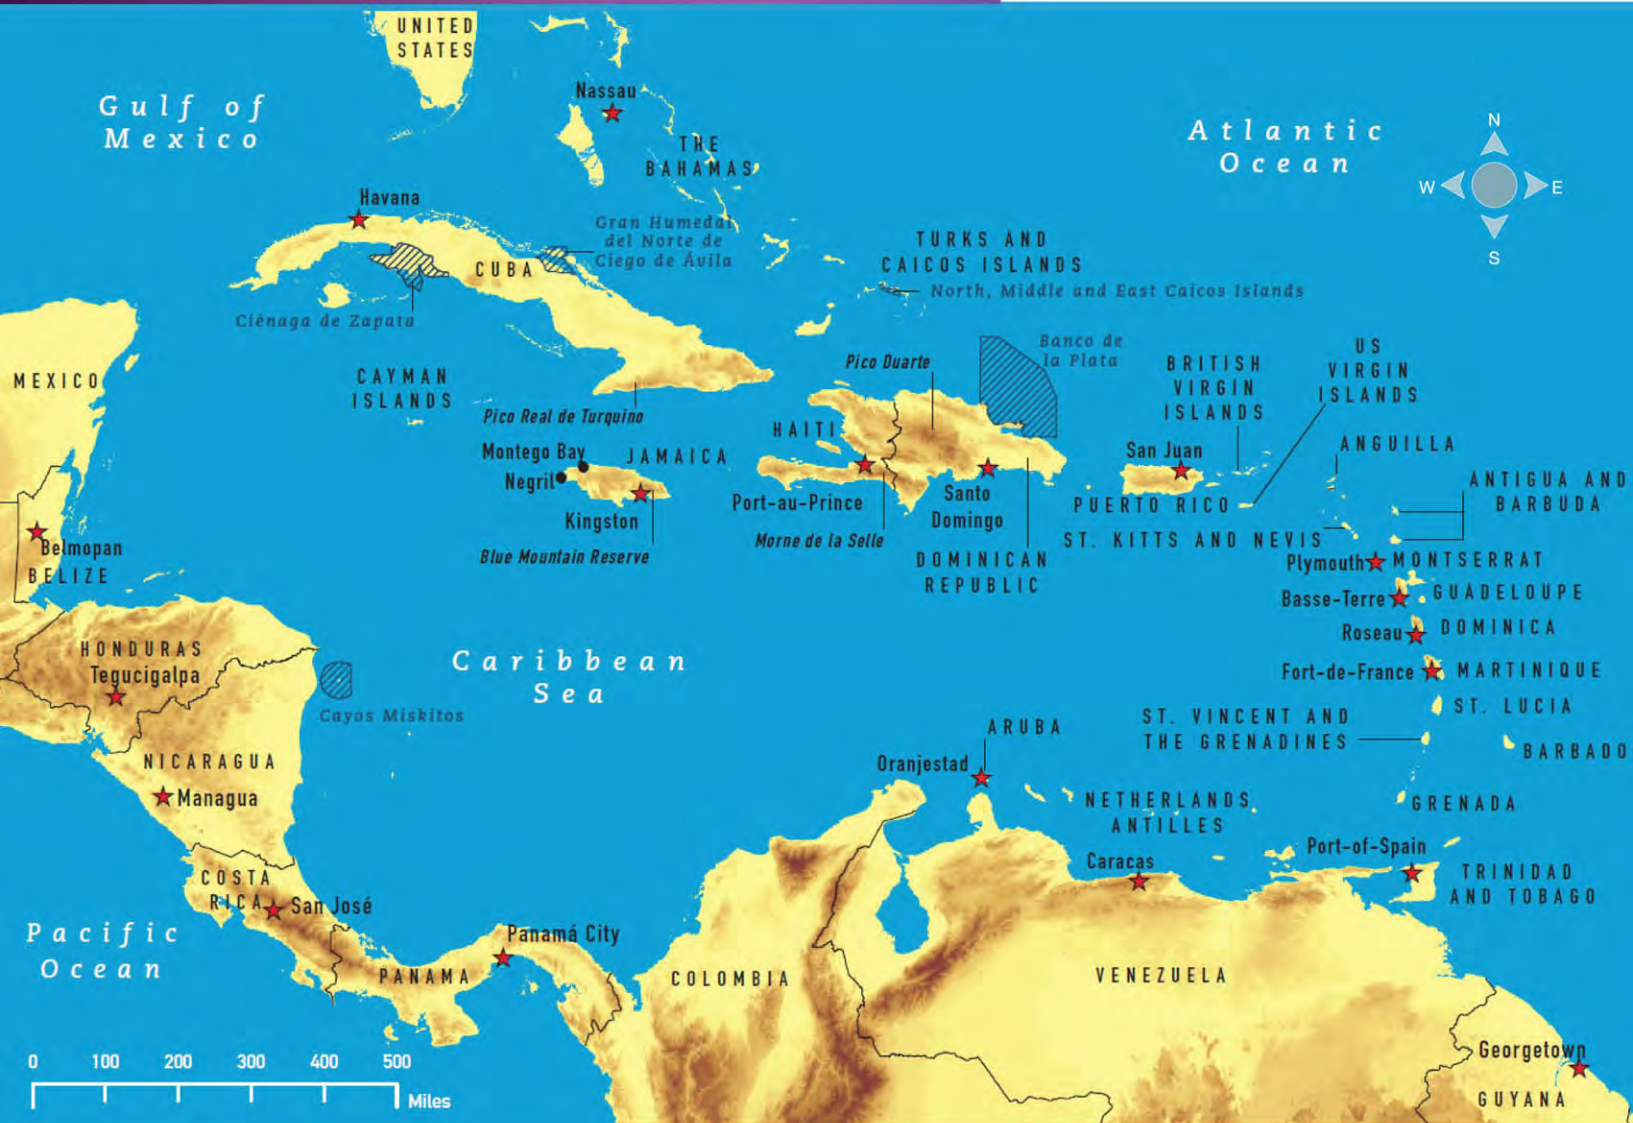 UNITED
STATES
Gulf of
Mexico
Nassau
THE
BAHAMAS
Atlantic
Ocean
N
W
E
S
Havana
Gran Humedal
del Norte de
Ciego de Ávila
CUBA
Ciénaga de Zapata
TURKS AND
CAICOS ISLANDS
North, Middle and East Caicos Islands
MEXICO
CAYMAN
ISLANDS
Pico Real de Turquino
Pico Duarte
Banco de
la Plata
BRITISH
VIRGIN
ISLANDS
US
VIRGIN
ISLANDS
HAITI
Montego Bay
JAMAICA
Negril
Kingston
Blue Mountain Reserve
Port-au-Prince
Morne de la Selle
Santo
Domingo
DOMINICAN
REPUBLIC
San Juan
PUERTO RICO
ANGUILLA
ANTIGUA AND
BARBUDA
ST. KITTS AND NEVIS
Plymouth
MONTSERRAT
Basse-Terre
GUADELOUPE
Roseau
DOMINICA
Fort-de-France
MARTINIQUE
ST. LUCIA
ST. VINCENT AND
THE GRENADINES
BARBADO
GRENADA
Belmopan
BELIZE
HONDURAS
Tegucigalpa
Cayos Miskitos
Caribbean
Sea
NICARAGUA
Managua
ARUBA
Oranjestad
NETHERLANDS
ANTILLES
Port-of-Spain
TRINIDAD
AND TOBAGO
Caracas
COSTA
RICA
San José
Pacific
Ocean
Panamá City
PANAMA
COLOMBIA
VENEZUELA
Georgetown
GUYANA
0 100 200 300 400 500
Miles